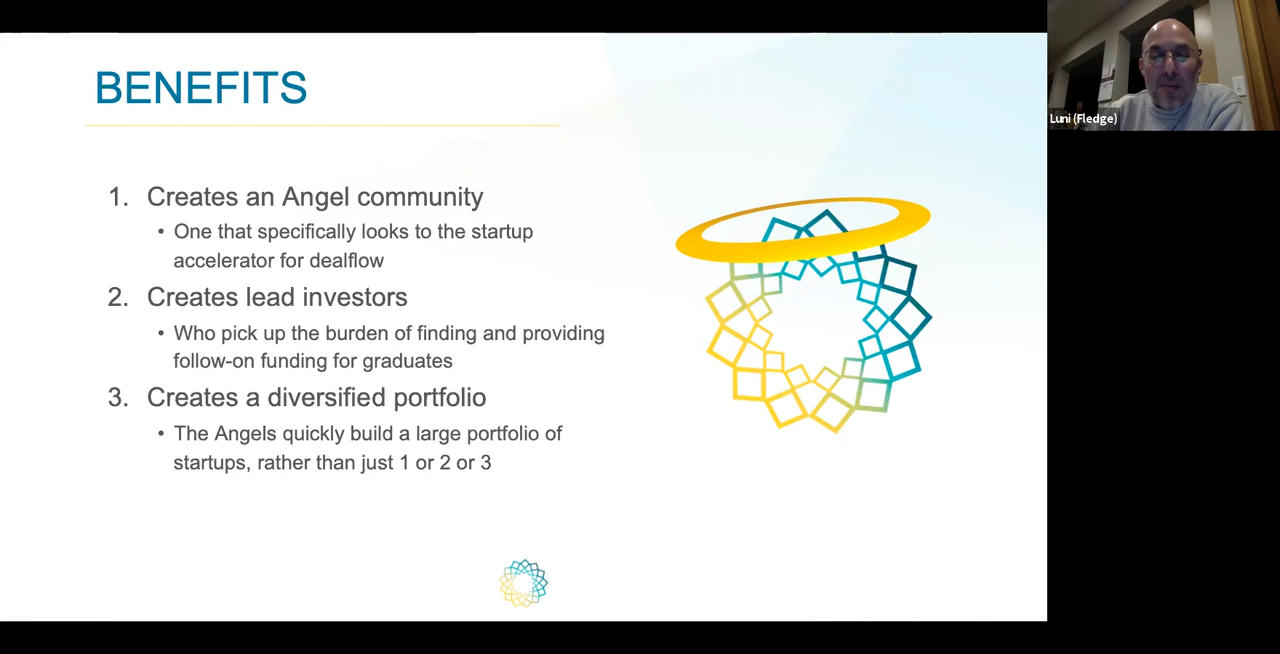 BENEFITS
1. Creates an Angel community
• One that specifically looks to the startup
accelerator for dealflow
2. Creates lead investors
• Who pick up the burden of finding and providing
follow-on funding for graduates
3. Creates a diversified portfolio
• The Angels quickly build a large portfolio of
startups, rather than just 1 or 2 or 3
Luni (Fledge)